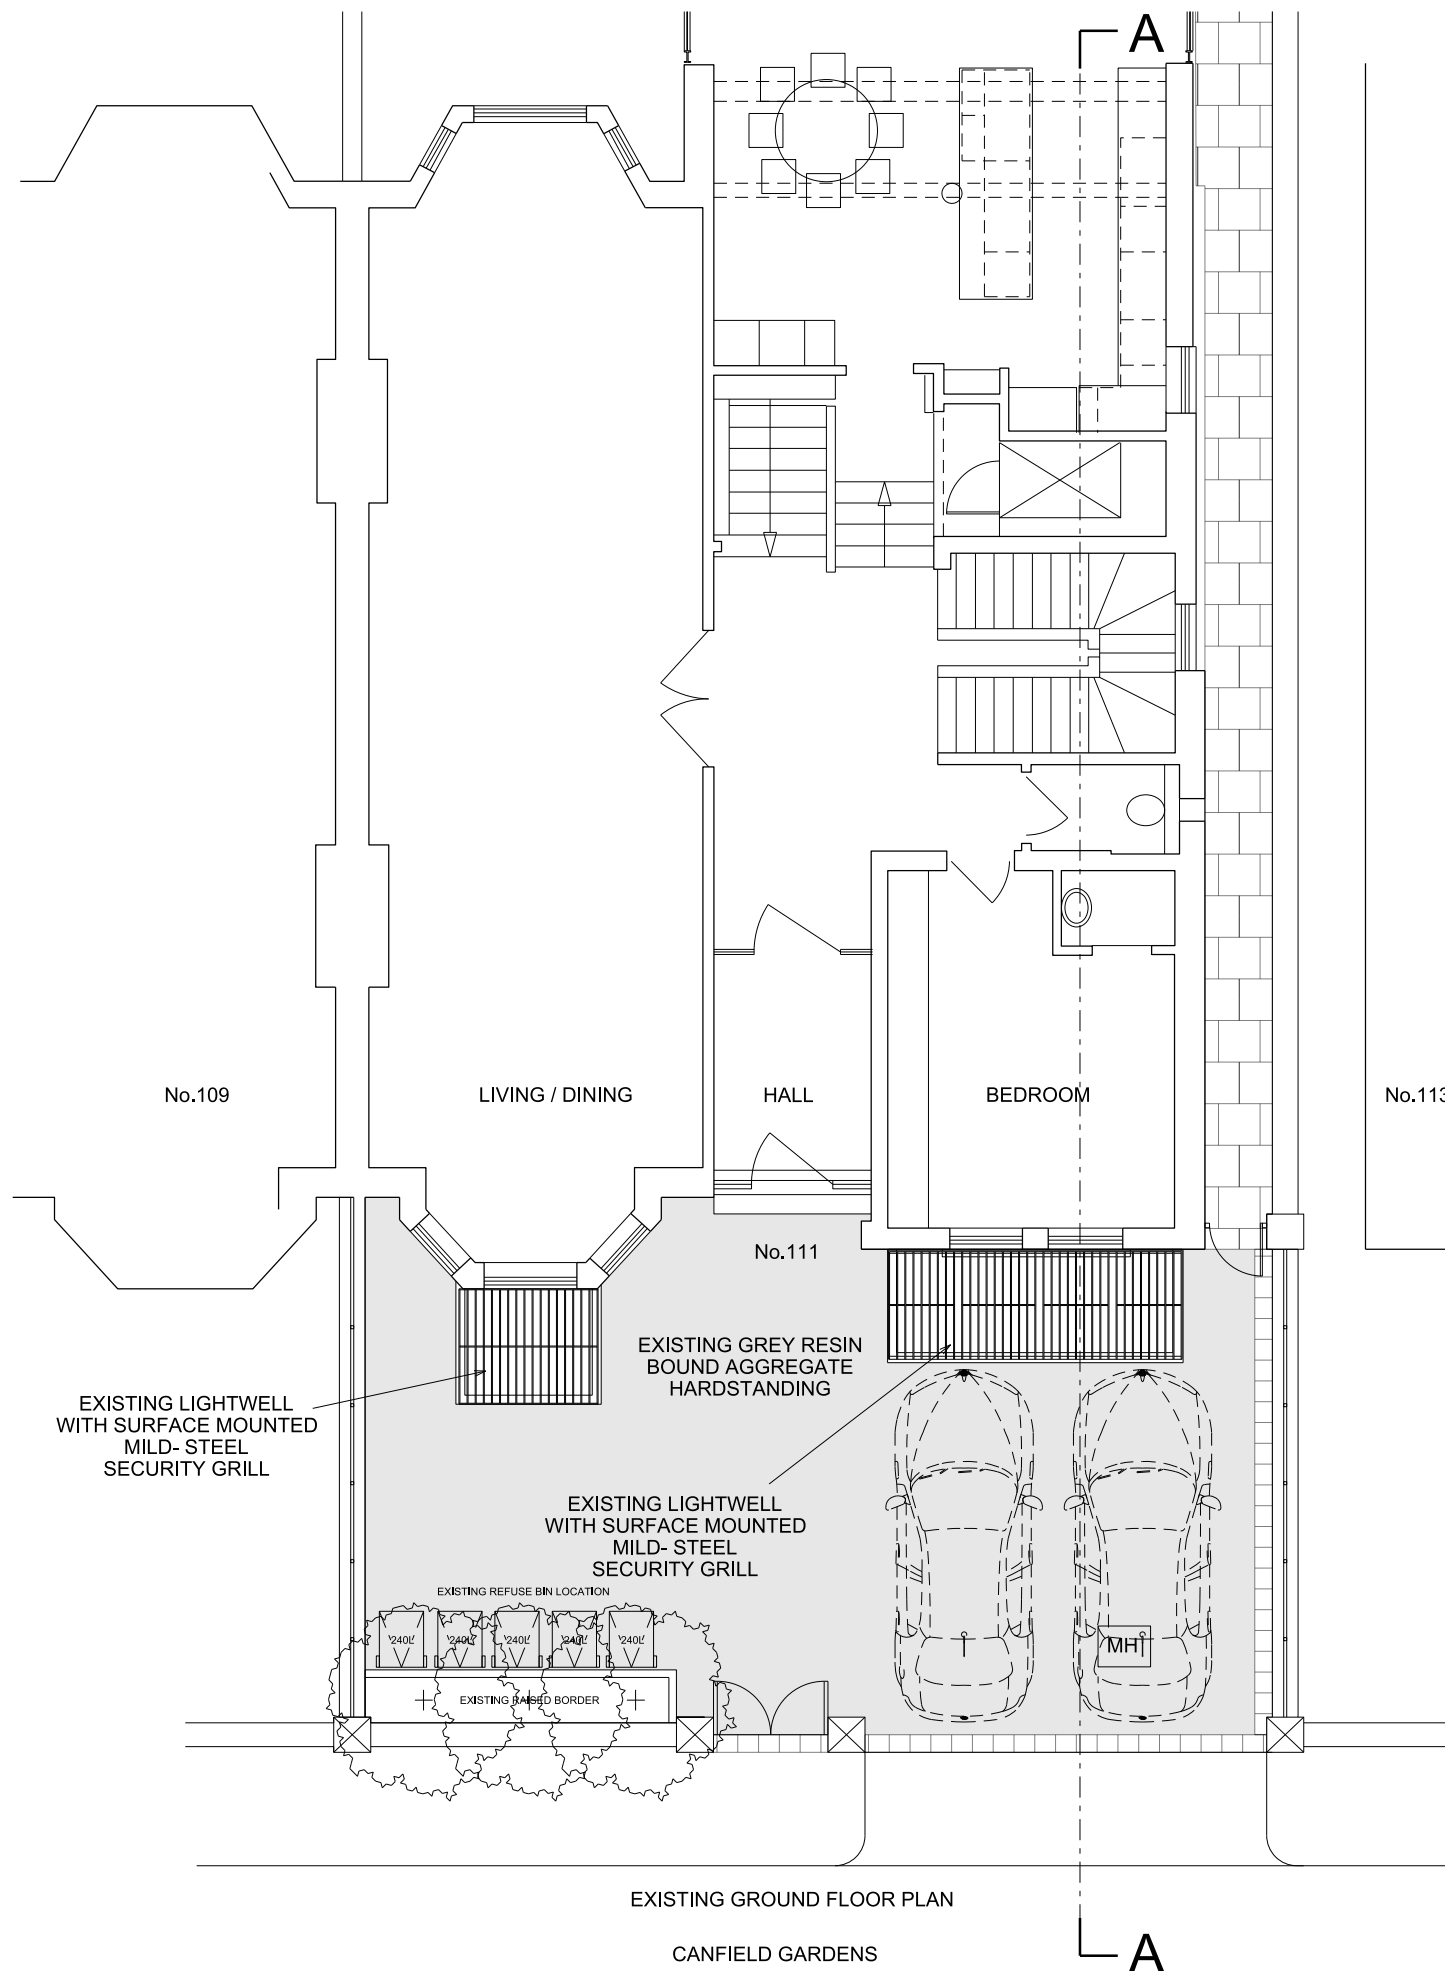 A
No.109
LIVING / DINING
HALL
BEDROOM
No.113
No.111
EXISTING GREY RESIN
BOUND AGGREGATE
HARDSTANDING
EXISTING LIGHTWELL
WITH SURFACE MOUNTED
MILD- STEEL
SECURITY GRILL
EXISTING LIGHTWELL
WITH SURFACE MOUNTED
MILD- STEEL
SECURITY GRILL
EXISTING REFUSE BIN LOCATION
240L
240L
240L
240L
240L
MH
EXISTING RAISED BORDER
EXISTING GROUND FLOOR PLAN
CANFIELD GARDENS
A